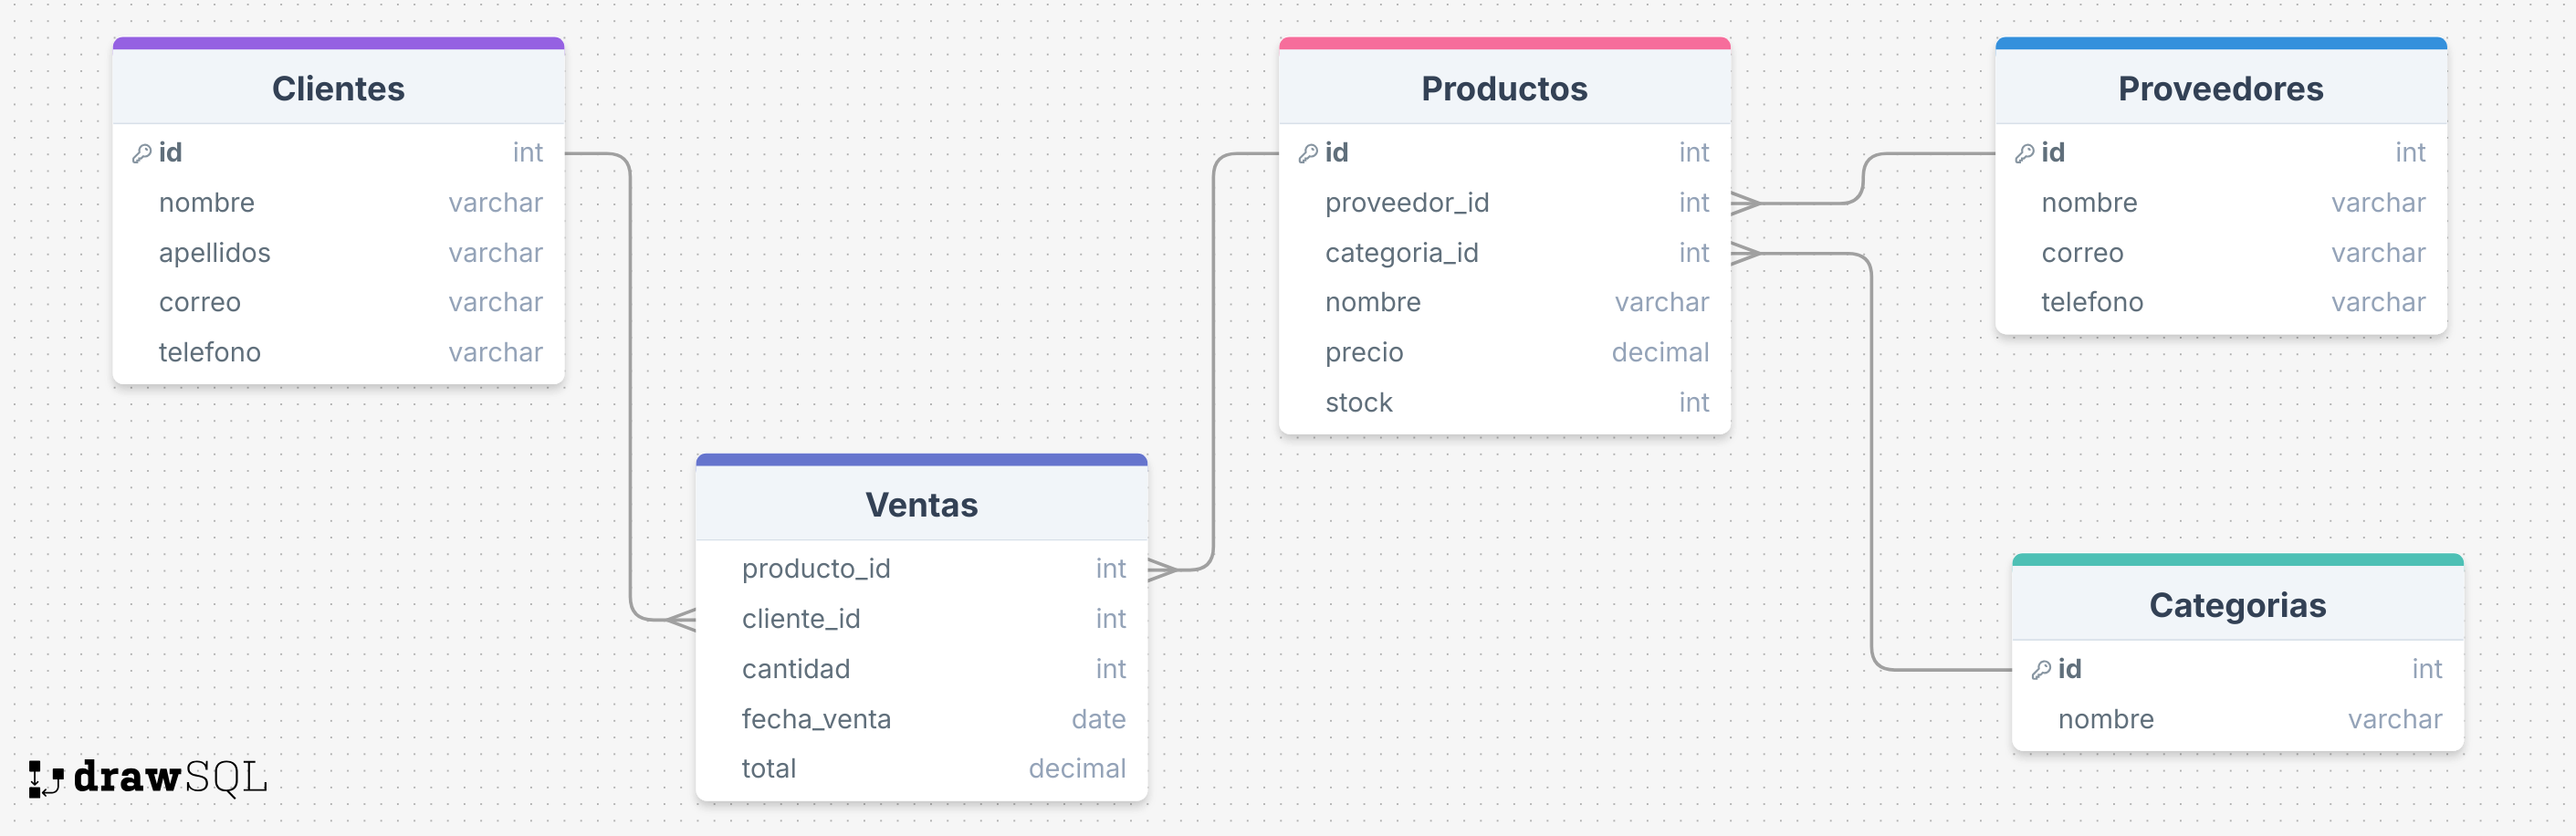 Clientes
id int
nombre varchar
apellidos varchar
correo varchar
telefono varchar
Ventas
producto_id int
cliente_id int
cantidad int
fecha_venta date
total decimal
Productos
id int
proveedor_id int
categoria_id int
nombre varchar
precio decimal
stock int
Proveedores
id int
nombre varchar
correo varchar
telefono varchar
Categorias
id int
nombre varchar
drawSQL